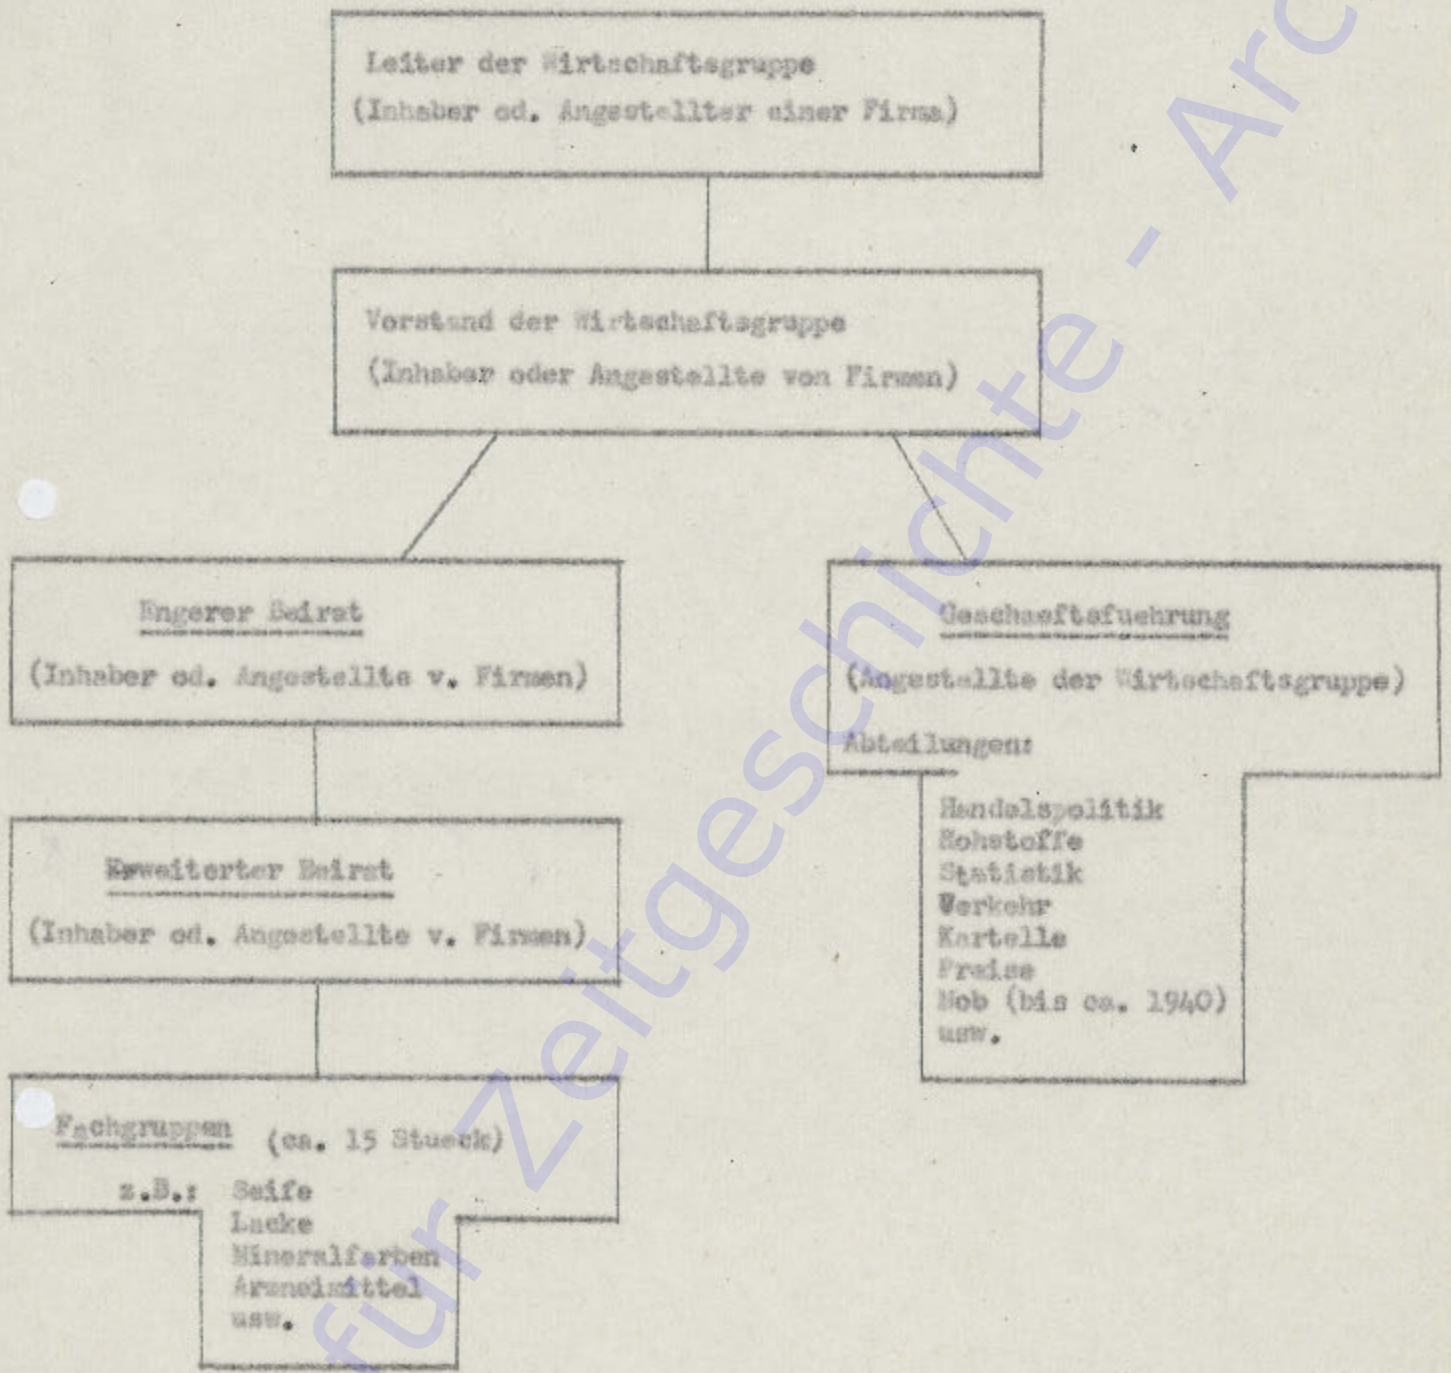 Leiter der Wirtschaftsgruppe
(Inhaber od. Angestellter einer Firma)
Vorstand der Wirtschaftsgruppe
(Inhaber oder Angestellte von Firmen)
Engerer Beirat
(Inhaber od. Angestellte v. Firmen)
Erweiterter Beirat
(Inhaber od. Angestellte v. Firmen)
Fachgruppen (ca. 15 Stueck)
z.B.: Seife
Lacke
Mineralfarben
Arzneimittel
usw.
Geschaeftsfuehrung
(Angestellte der Wirtschaftsgruppe)
Abteilungen:
Handelspolitik
Rohstoffe
Statistik
Verkehr
Kartelle
Preise
Mob (bis ca. 1940)
usw.
für Zeitgeschichte - Arc